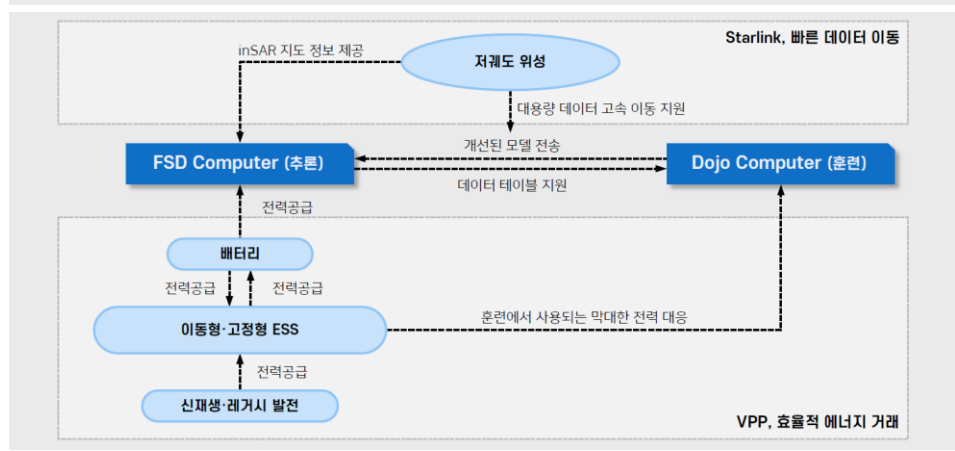 Starlink, 빠른 데이터 이동
inSAR 지도 정보 제공
저궤도 위성
대용량 데이터 고속 이동 지원
개선된 모델 전송
FSD Computer (추론)
Dojo Computer (훈련)
데이터 테이블 지원
전력공급
배터리
전력공급
전력공급
이동형·고정형 ESS
훈련에서 사용되는 막대한 전력 대응
전력공급
신재생·레거시 발전
VPP, 효율적 에너지 거래